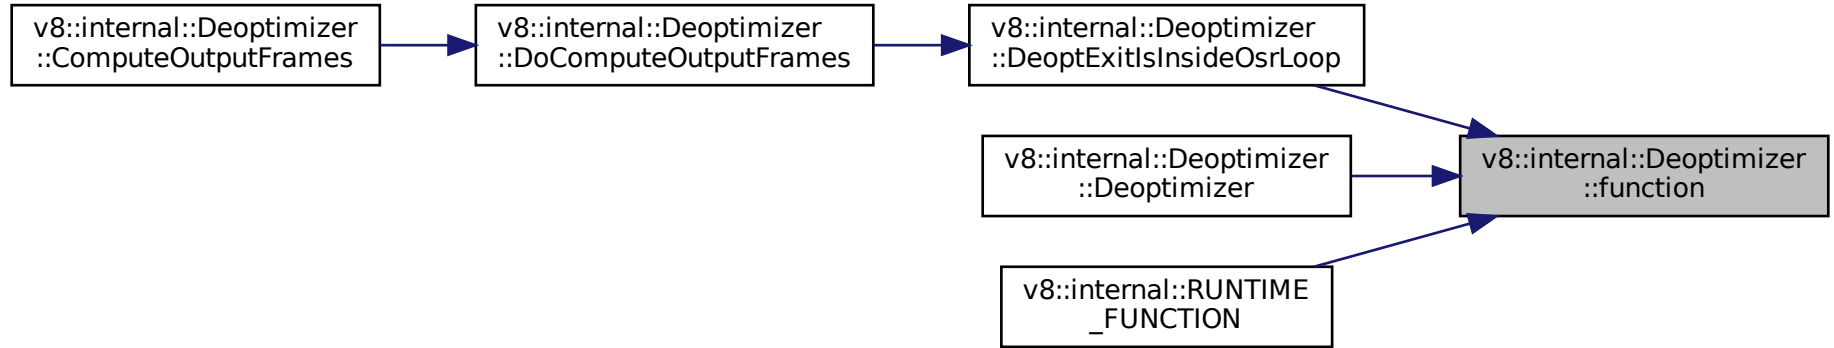 v8::internal::Deoptimizer
::ComputeOutputFrames
v8::internal::Deoptimizer
::DoComputeOutputFrames
v8::internal::Deoptimizer
::DeoptExitIsInsideOsrLoop
v8::internal::Deoptimizer
::Deoptimizer
v8::internal::RUNTIME
_FUNCTION
v8::internal::Deoptimizer
::function